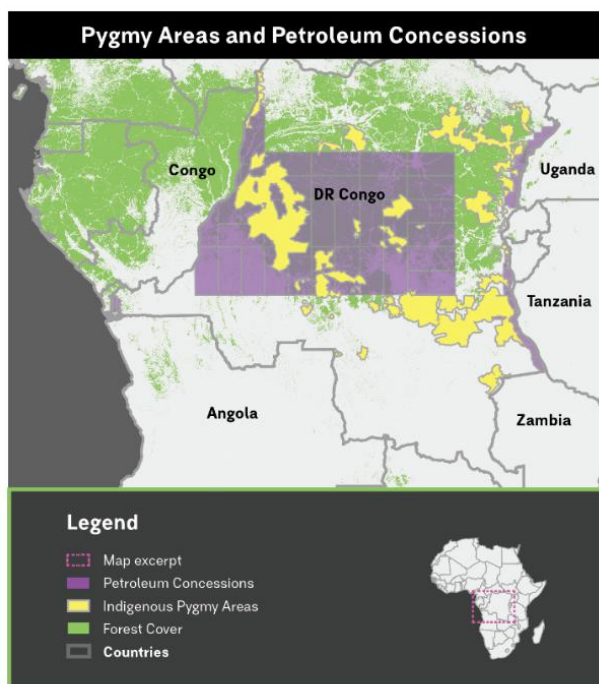 Pygmy Areas and Petroleum Concessions
Congo
DR Congo
Uganda
Tanzania
Angola
Zambia
Legend
Map excerpt
Petroleum Concessions
Indigenous Pygmy Areas
Forest Cover
Countries